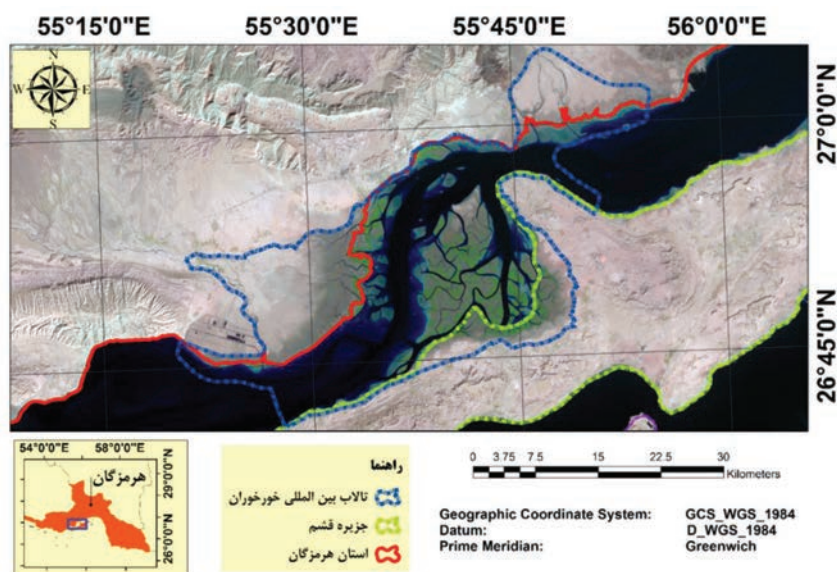 55°15'0"E 55°30'0"E 55°45'0"E 56°0'0"E
N
W E
S
27°0'0"N
26°45'0"N
54°0'0"E 58°0'0"E
هرمزگان
29°0'0"N
26°0'0"N
راهنما
تالاب بین المللی خورخوران
جزیره قشم
استان هرمزگان
0 3.75 7.5 15 22.5 30
Kilometers
Geographic Coordinate System: GCS_WGS_1984
Datum: D_WGS_1984
Prime Meridian: Greenwich